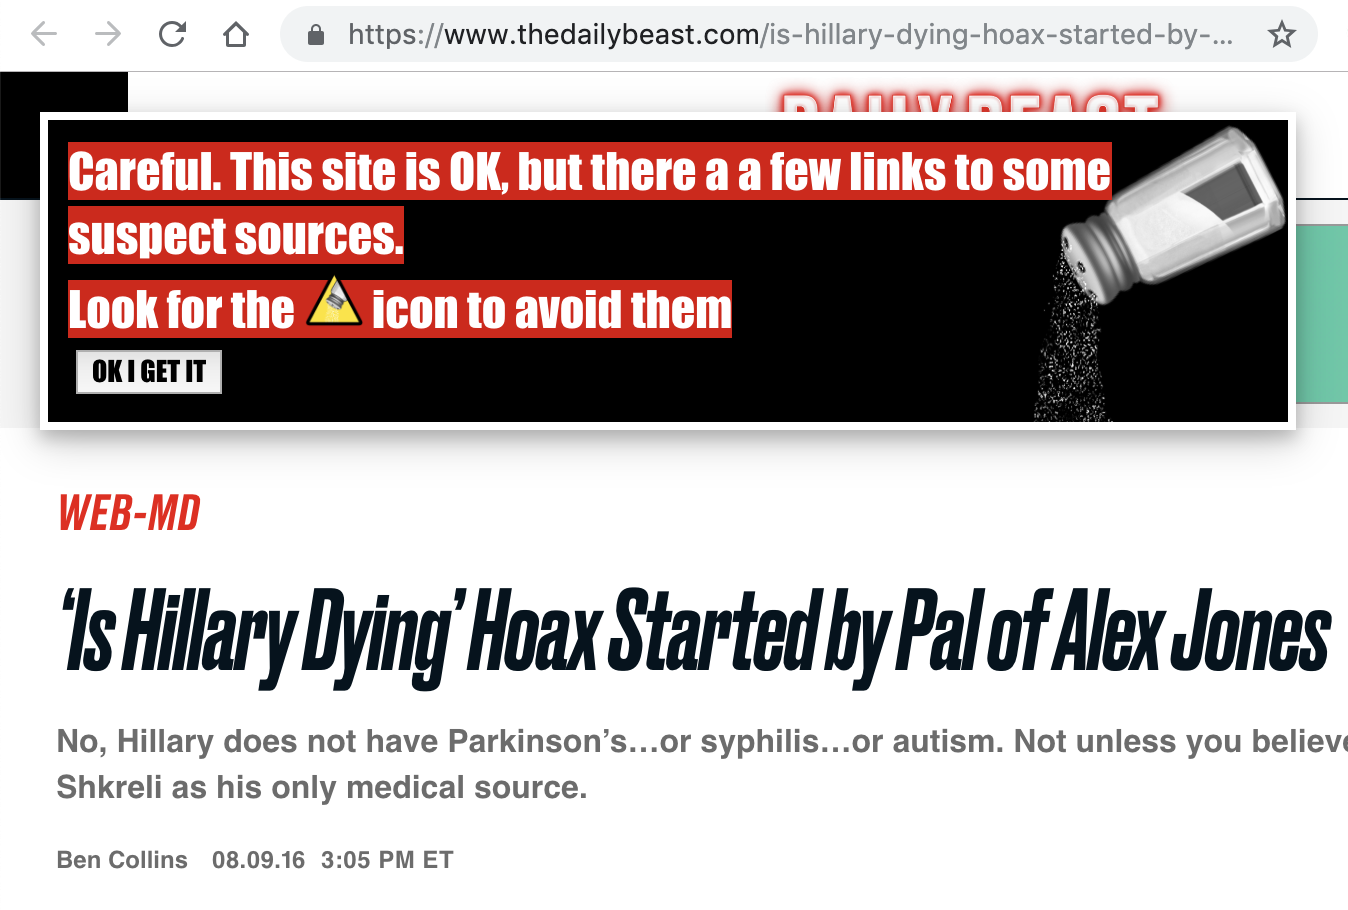 https://www.thedailybeast.com/is-hillary-dying-hoax-started-by-...
DAILY BEAST
Careful. This site is OK, but there a a few links to some
suspect sources.
Look for the icon to avoid them
OK I GET IT
WEB-MD
‘Is Hillary Dying’ Hoax Started by Pal of Alex Jones
No, Hillary does not have Parkinson’s…or syphilis…or autism. Not unless you believe
Shkreli as his only medical source.
Ben Collins 08.09.16 3:05 PM ET